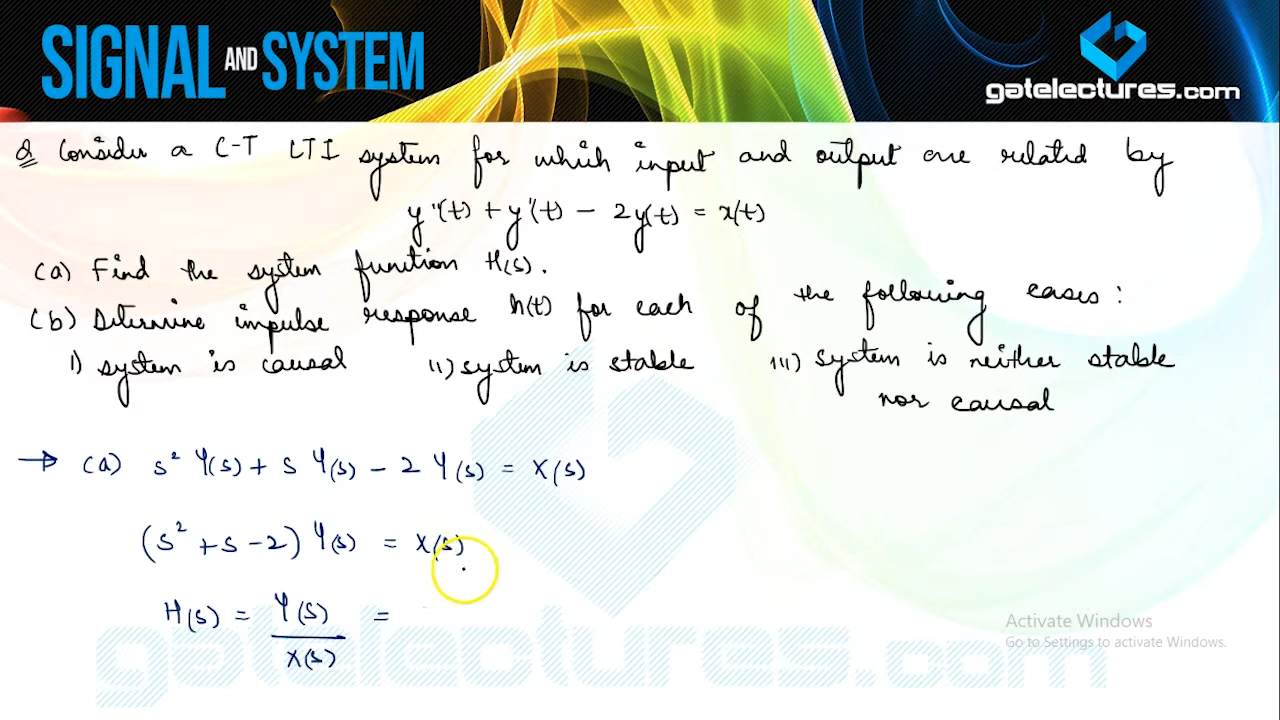 SIGNAL AND SYSTEM
gatelectures.com
Q Consider a C-T LTI system for which input and output are related by
y''(t) + y'(t) - 2y(t) = x(t)
(a) Find the system function H(s).
(b) Determine impulse response h(t) for each of the following cases:
i) system is causal ii) system is stable iii) system is neither stable
nor causal
→ (a) s² Y(s) + s Y(s) - 2 Y(s) = X(s)
(s² + s - 2) Y(s) = X(s)
H(s) = Y(s)/X(s) =
Activate Windows
Go to Settings to activate Windows.
gatelectures.com